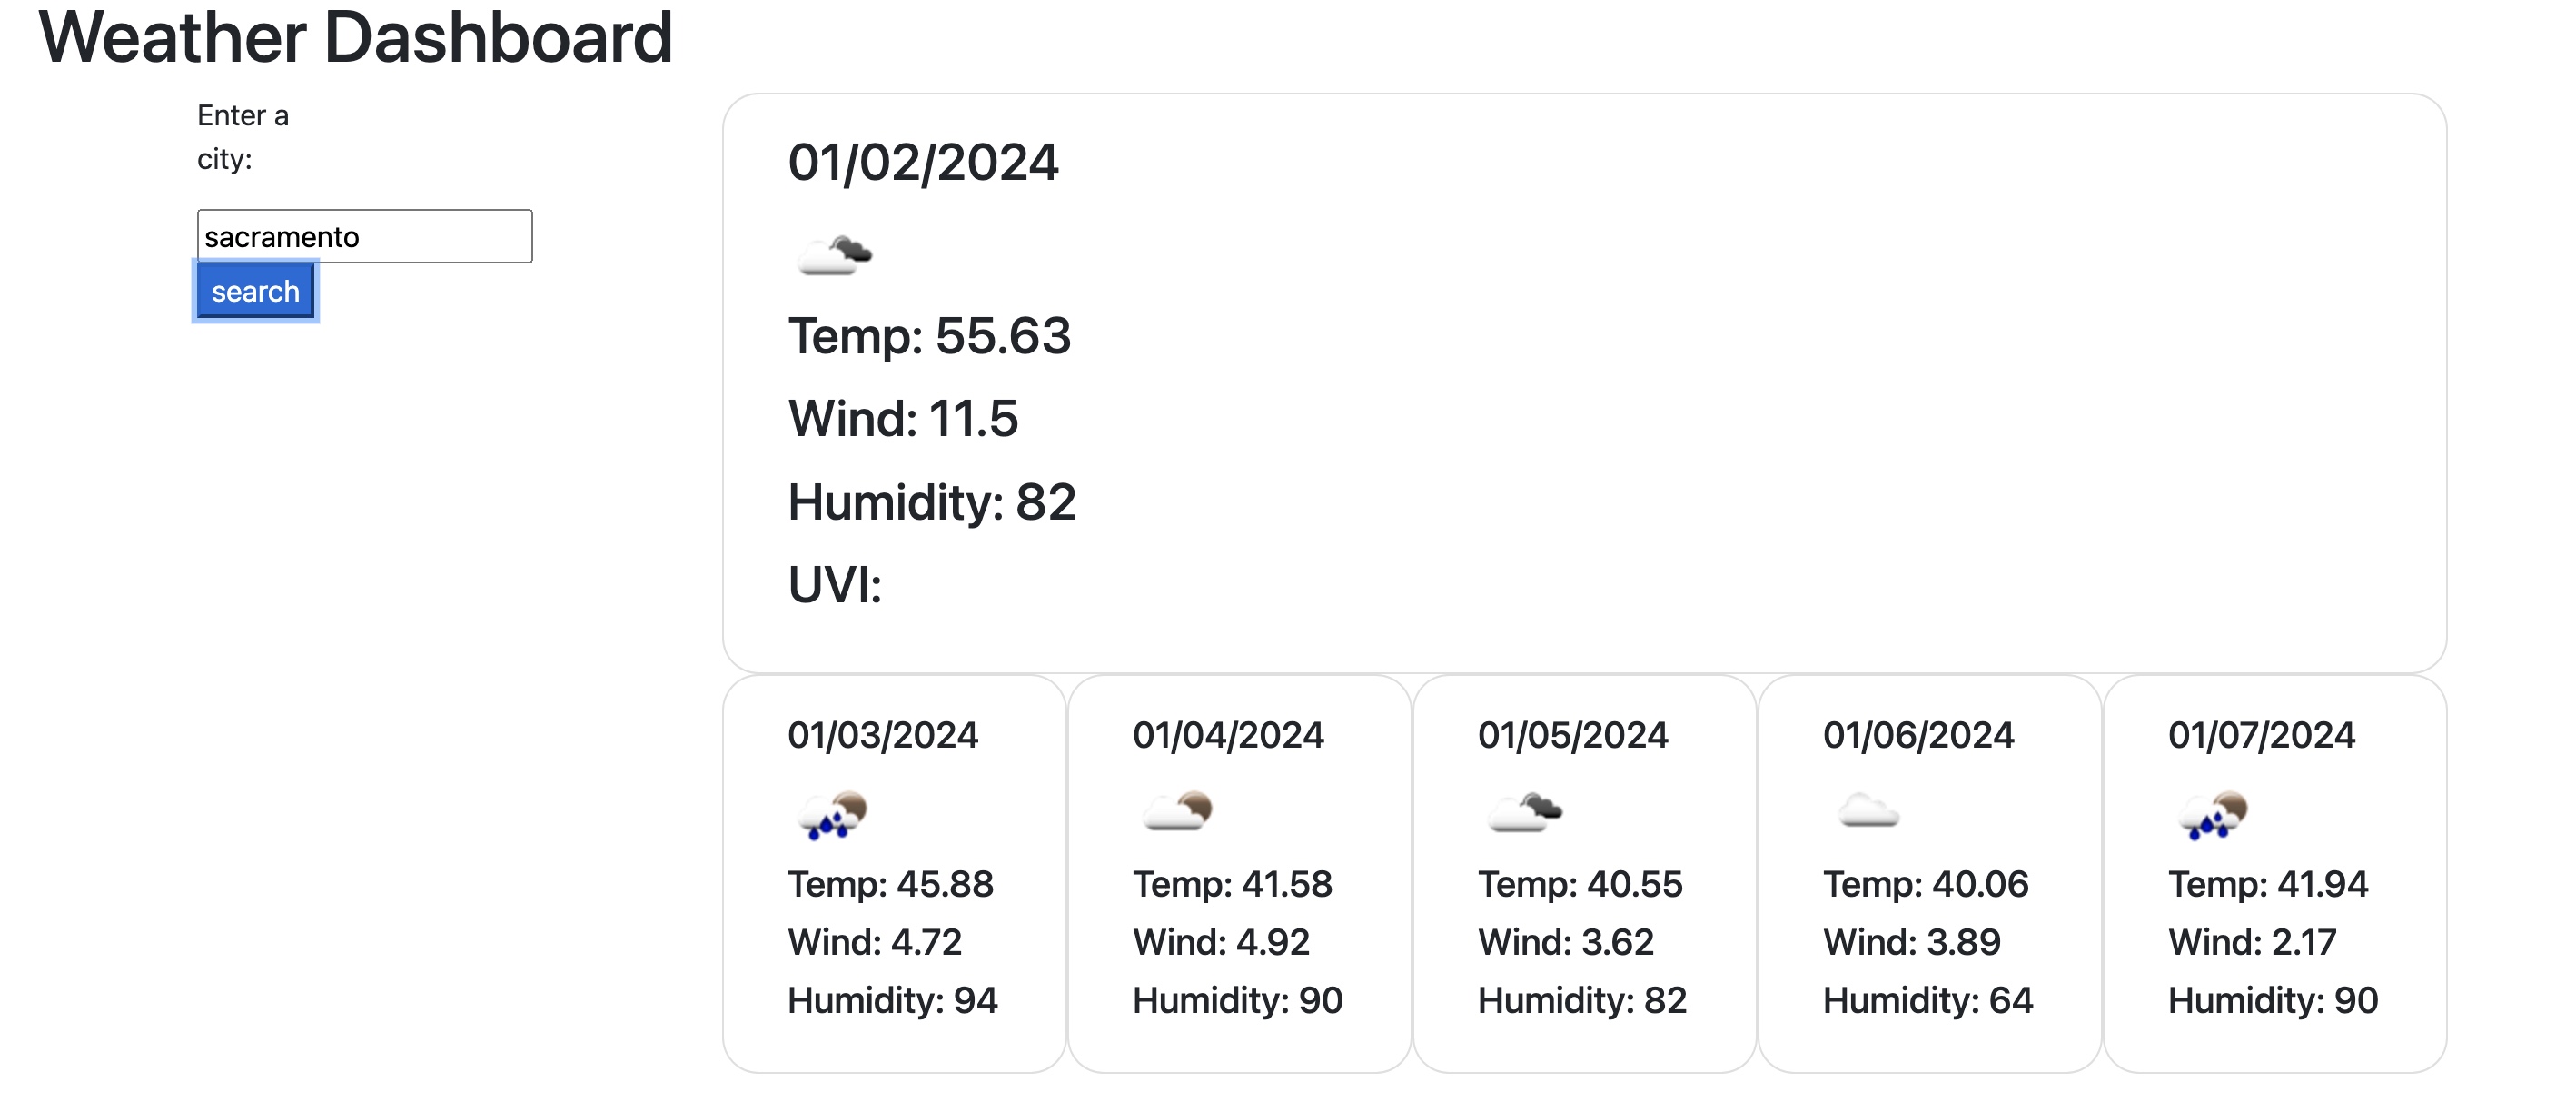 Weather Dashboard
Enter a
city:
sacramento
search
01/02/2024
Temp: 55.63
Wind: 11.5
Humidity: 82
UVI:
01/03/2024
Temp: 45.88
Wind: 4.72
Humidity: 94
01/04/2024
Temp: 41.58
Wind: 4.92
Humidity: 90
01/05/2024
Temp: 40.55
Wind: 3.62
Humidity: 82
01/06/2024
Temp: 40.06
Wind: 3.89
Humidity: 64
01/07/2024
Temp: 41.94
Wind: 2.17
Humidity: 90